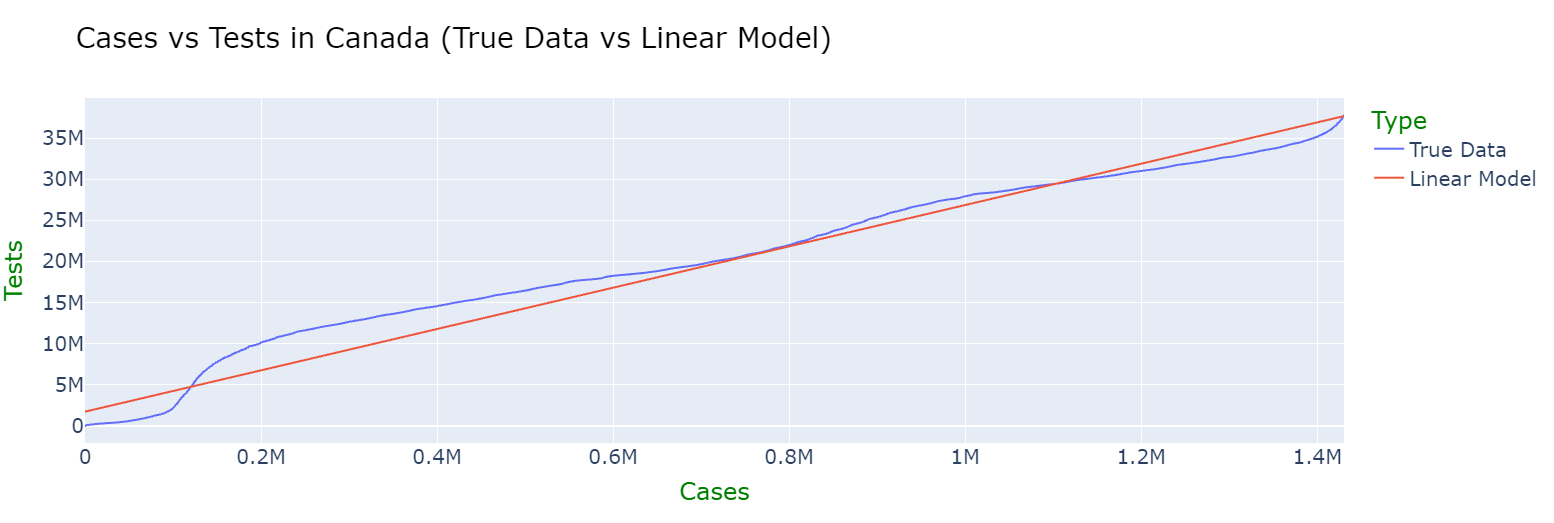 Cases vs Tests in Canada (True Data vs Linear Model)
Type
True Data
Linear Model
Tests
35M
30M
25M
20M
15M
10M
5M
0
0 0.2M 0.4M 0.6M 0.8M 1M 1.2M 1.4M
Cases